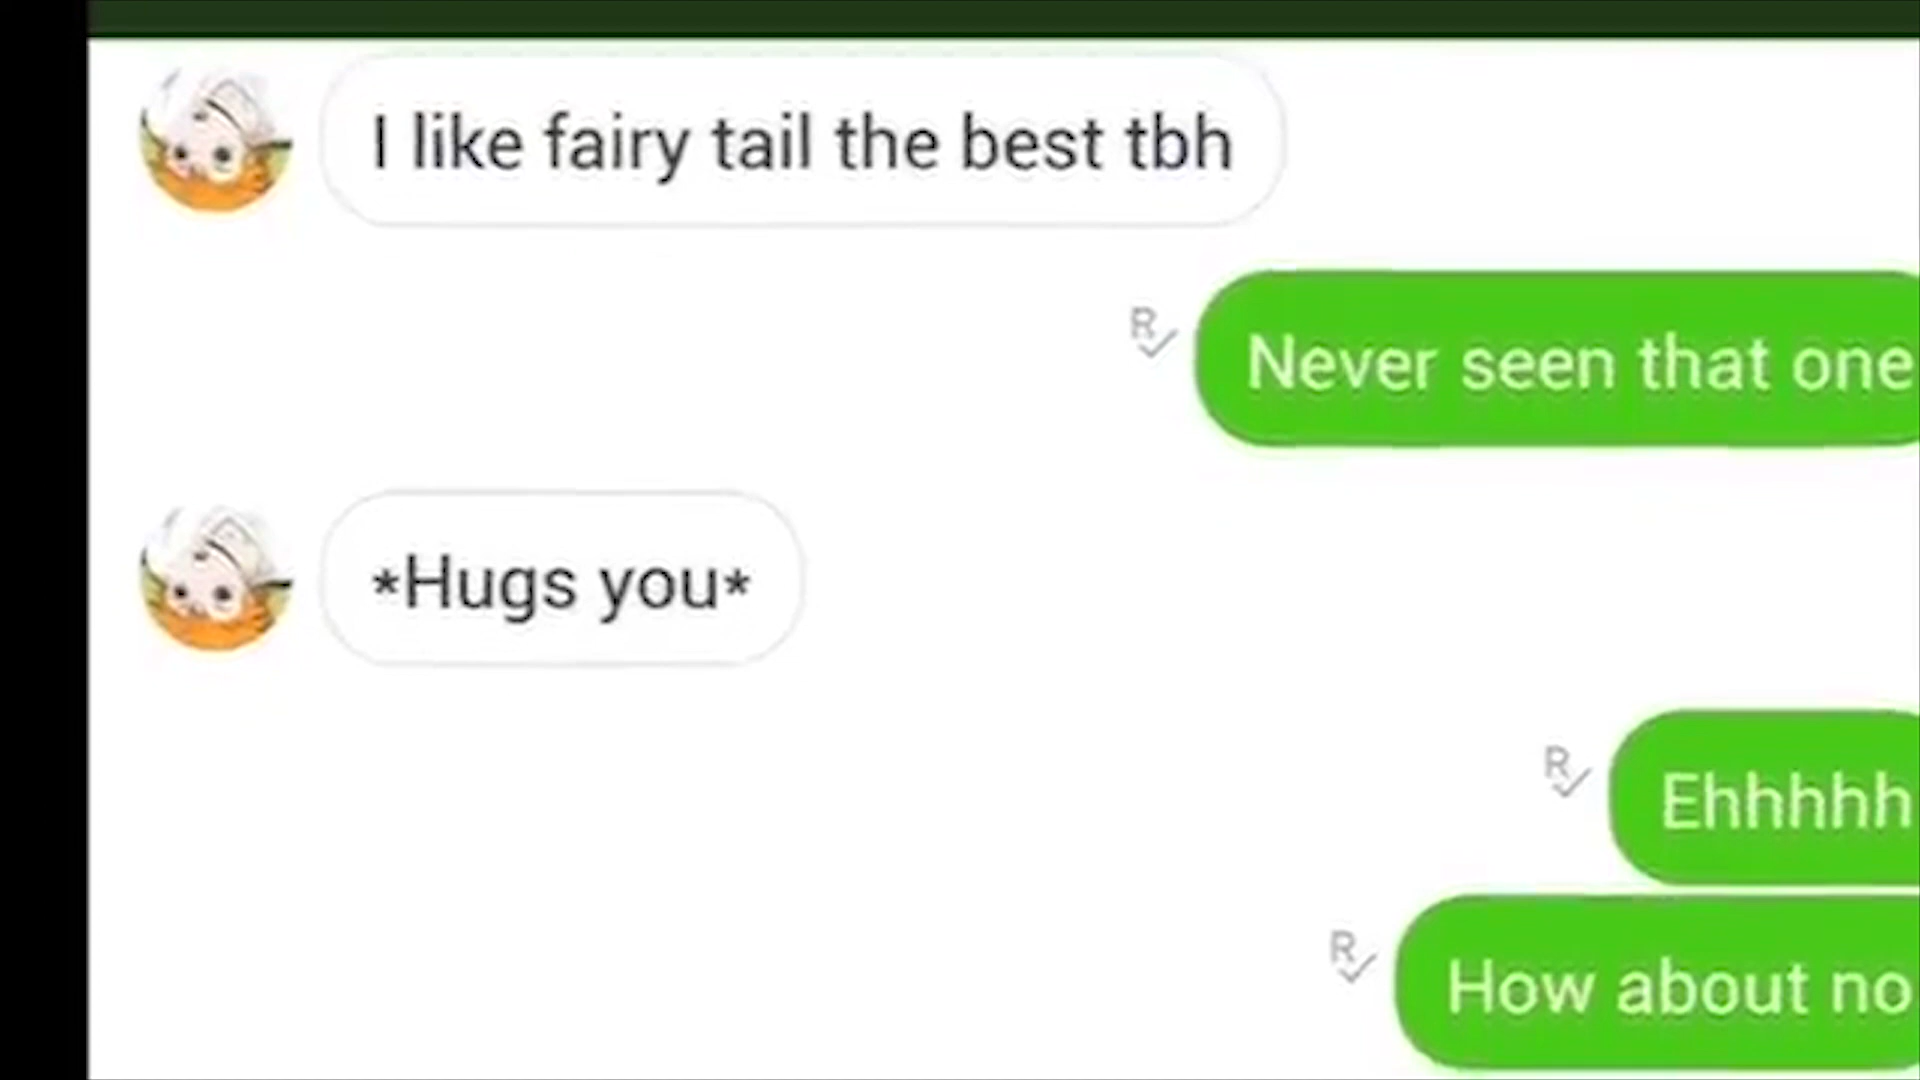 I like fairy tail the best tbh
R Never seen that one
*Hugs you*
R Ehhhhh
R How about no